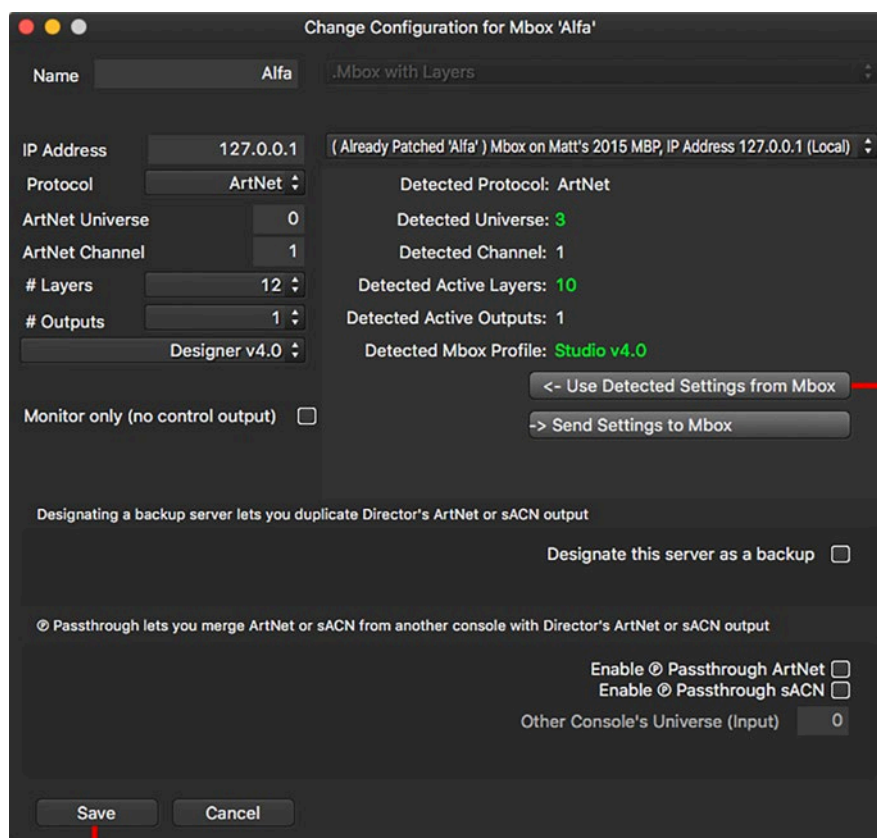 Change Configuration for Mbox 'Alfa'
Name Alfa .Mbox with Layers
IP Address 127.0.0.1 ( Already Patched 'Alfa' ) Mbox on Matt's 2015 MBP, IP Address 127.0.0.1 (Local)
Protocol ArtNet Detected Protocol: ArtNet
ArtNet Universe 0 Detected Universe: 3
ArtNet Channel 1 Detected Channel: 1
# Layers 12 Detected Active Layers: 10
# Outputs 1 Detected Active Outputs: 1
Designer v4.0 Detected Mbox Profile: Studio v4.0
<- Use Detected Settings from Mbox
Monitor only (no control output) -> Send Settings to Mbox
Designating a backup server lets you duplicate Director's ArtNet or sACN output
Designate this server as a backup
℗ Passthrough lets you merge ArtNet or sACN from another console with Director's ArtNet or sACN output
Enable ℗ Passthrough ArtNet
Enable ℗ Passthrough sACN
Other Console's Universe (Input) 0
Save Cancel